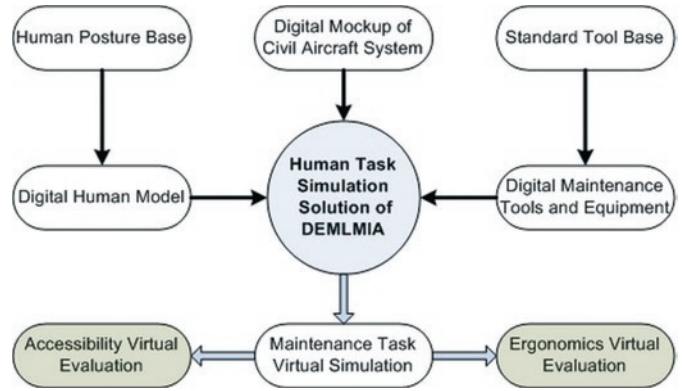 Human Posture Base
Digital Mockup of
Civil Aircraft System
Standard Tool Base
Digital Human Model
Human Task
Simulation
Solution of
DEMLMIA
Digital Maintenance
Tools and Equipment
Accessibility Virtual
Evaluation
Maintenance Task
Virtual Simulation
Ergonomics Virtual
Evaluation